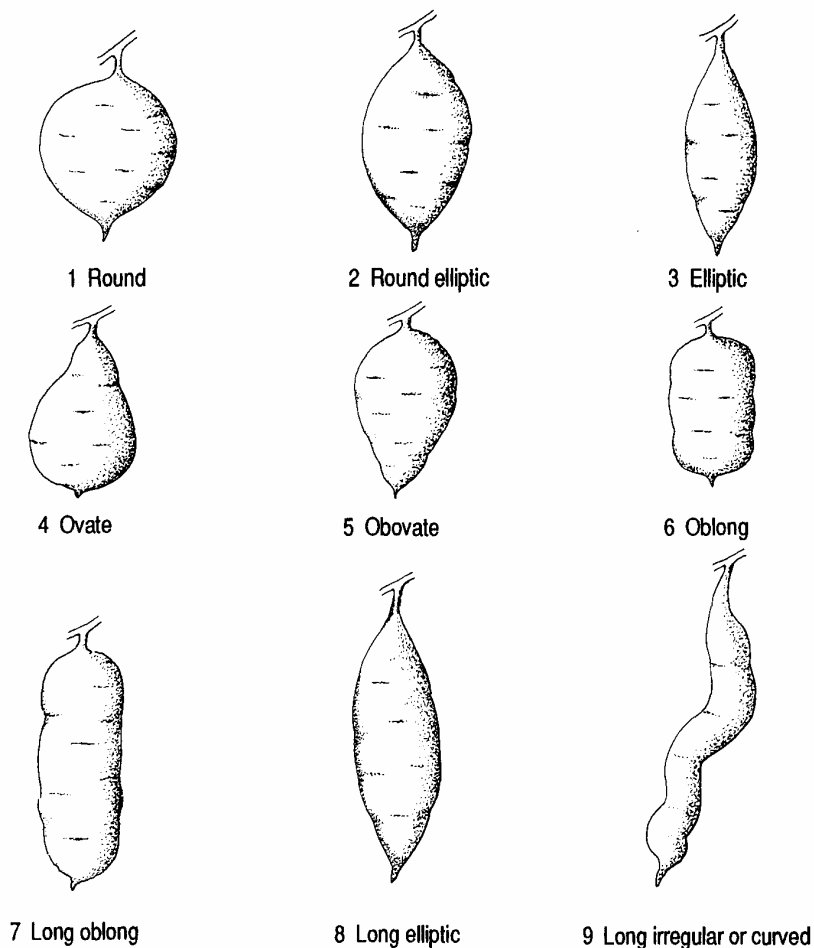 1 Round
2 Round elliptic
3 Elliptic
4 Ovate
5 Obovate
6 Oblong
7 Long oblong
8 Long elliptic
9 Long irregular or curved